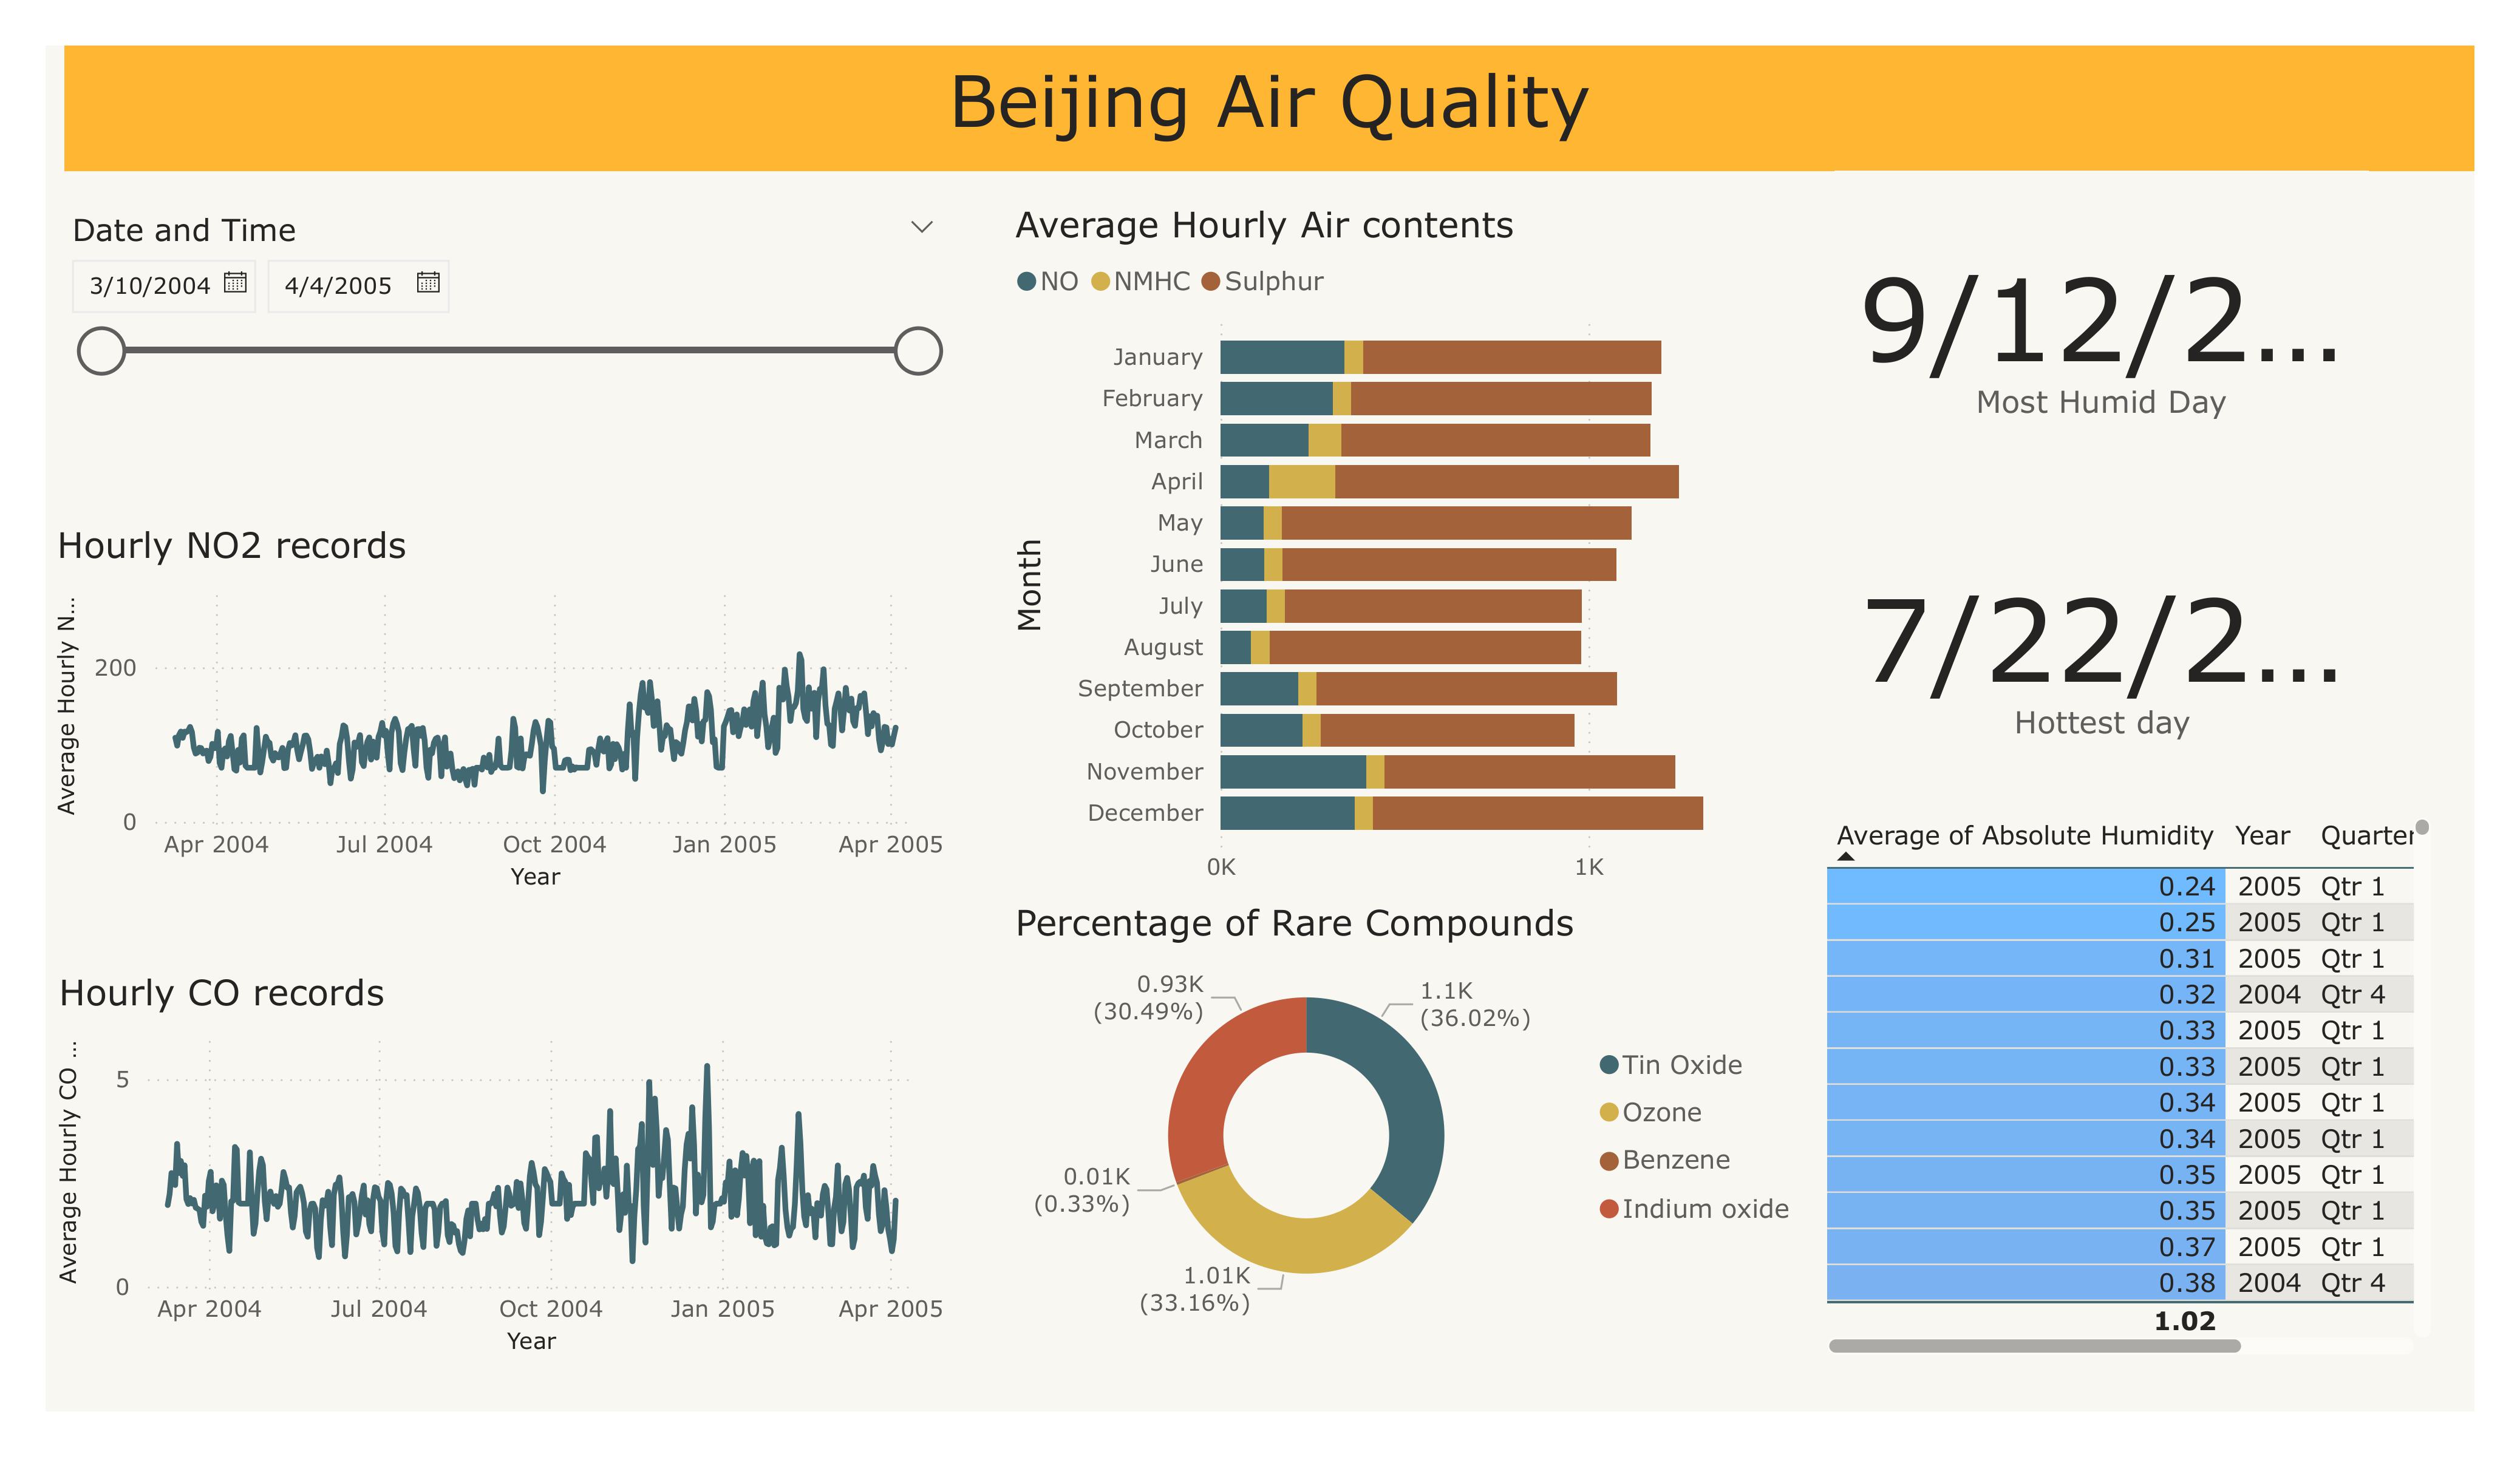 Beijing Air Quality
Date and Time
3/10/2004 4/4/2005
Hourly NO2 records
Average Hourly N...
200
0
Apr 2004 Jul 2004 Oct 2004 Jan 2005 Apr 2005
Year
Hourly CO records
Average Hourly CO ...
5
0
Apr 2004 Jul 2004 Oct 2004 Jan 2005 Apr 2005
Year
Average Hourly Air contents
NO NMHC Sulphur
Month
January
February
March
April
May
June
July
August
September
October
November
December
0K 1K
Percentage of Rare Compounds
0.93K
(30.49%)
1.1K
(36.02%)
0.01K
(0.33%)
1.01K
(33.16%)
Tin Oxide
Ozone
Benzene
Indium oxide
9/12/2...
Most Humid Day
7/22/2...
Hottest day
Average of Absolute Humidity Year Quarter
0.24 2005 Qtr 1
0.25 2005 Qtr 1
0.31 2005 Qtr 1
0.32 2004 Qtr 4
0.33 2005 Qtr 1
0.33 2005 Qtr 1
0.34 2005 Qtr 1
0.34 2005 Qtr 1
0.35 2005 Qtr 1
0.35 2005 Qtr 1
0.37 2005 Qtr 1
0.38 2004 Qtr 4
1.02